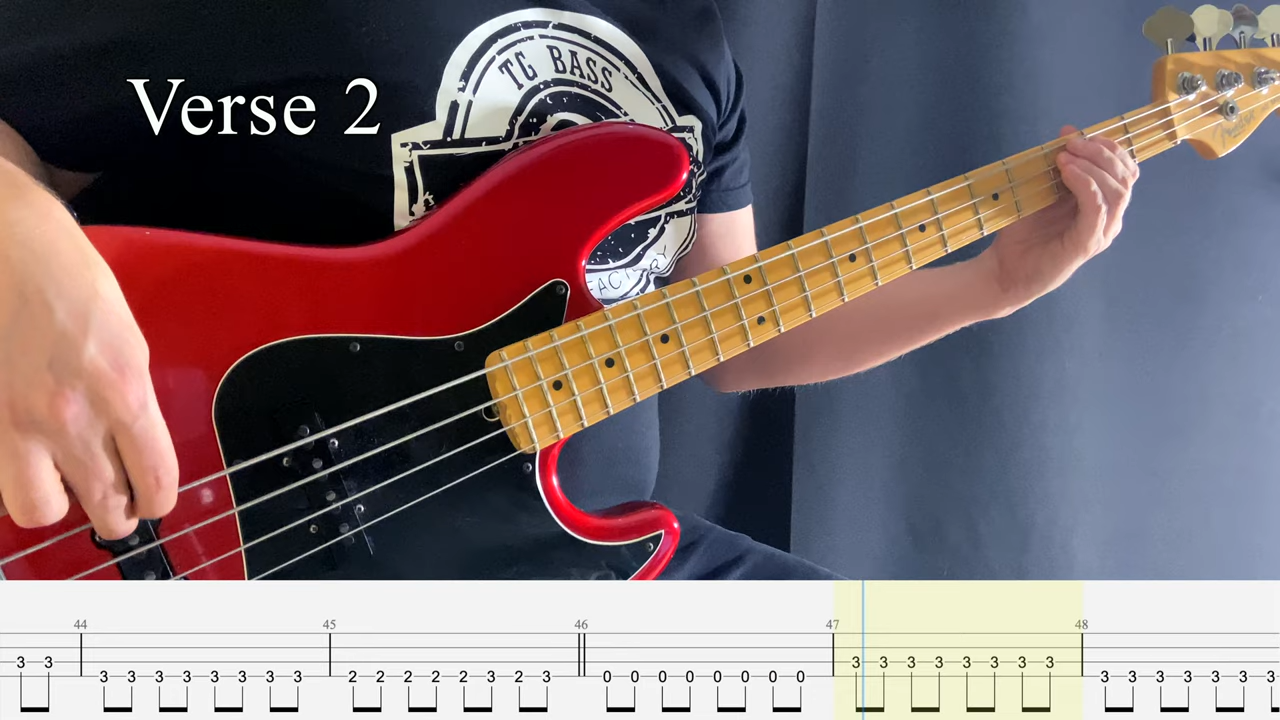 TG BASS
Verse 2
FACTORY
44 45 46 47 48
3 3 3 3 3 3 3 3
3 3 3 3 3 3 3 3 2 2 2 2 2 3 2 3 0 0 0 0 0 0 0 0 3 3 3 3 3 3 3